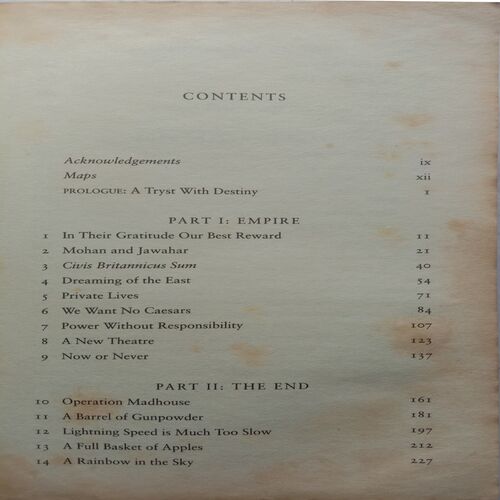 CONTENTS
Acknowledgements ix
Maps xii
PROLOGUE: A Tryst With Destiny 1
PART I: EMPIRE
1 In Their Gratitude Our Best Reward 11
2 Mohan and Jawahar 21
3 Civis Britannicus Sum 40
4 Dreaming of the East 54
5 Private Lives 71
6 We Want No Caesars 84
7 Power Without Responsibility 107
8 A New Theatre 123
9 Now or Never 137
PART II: THE END
10 Operation Madhouse 161
11 A Barrel of Gunpowder 181
12 Lightning Speed is Much Too Slow 197
13 A Full Basket of Apples 212
14 A Rainbow in the Sky 227